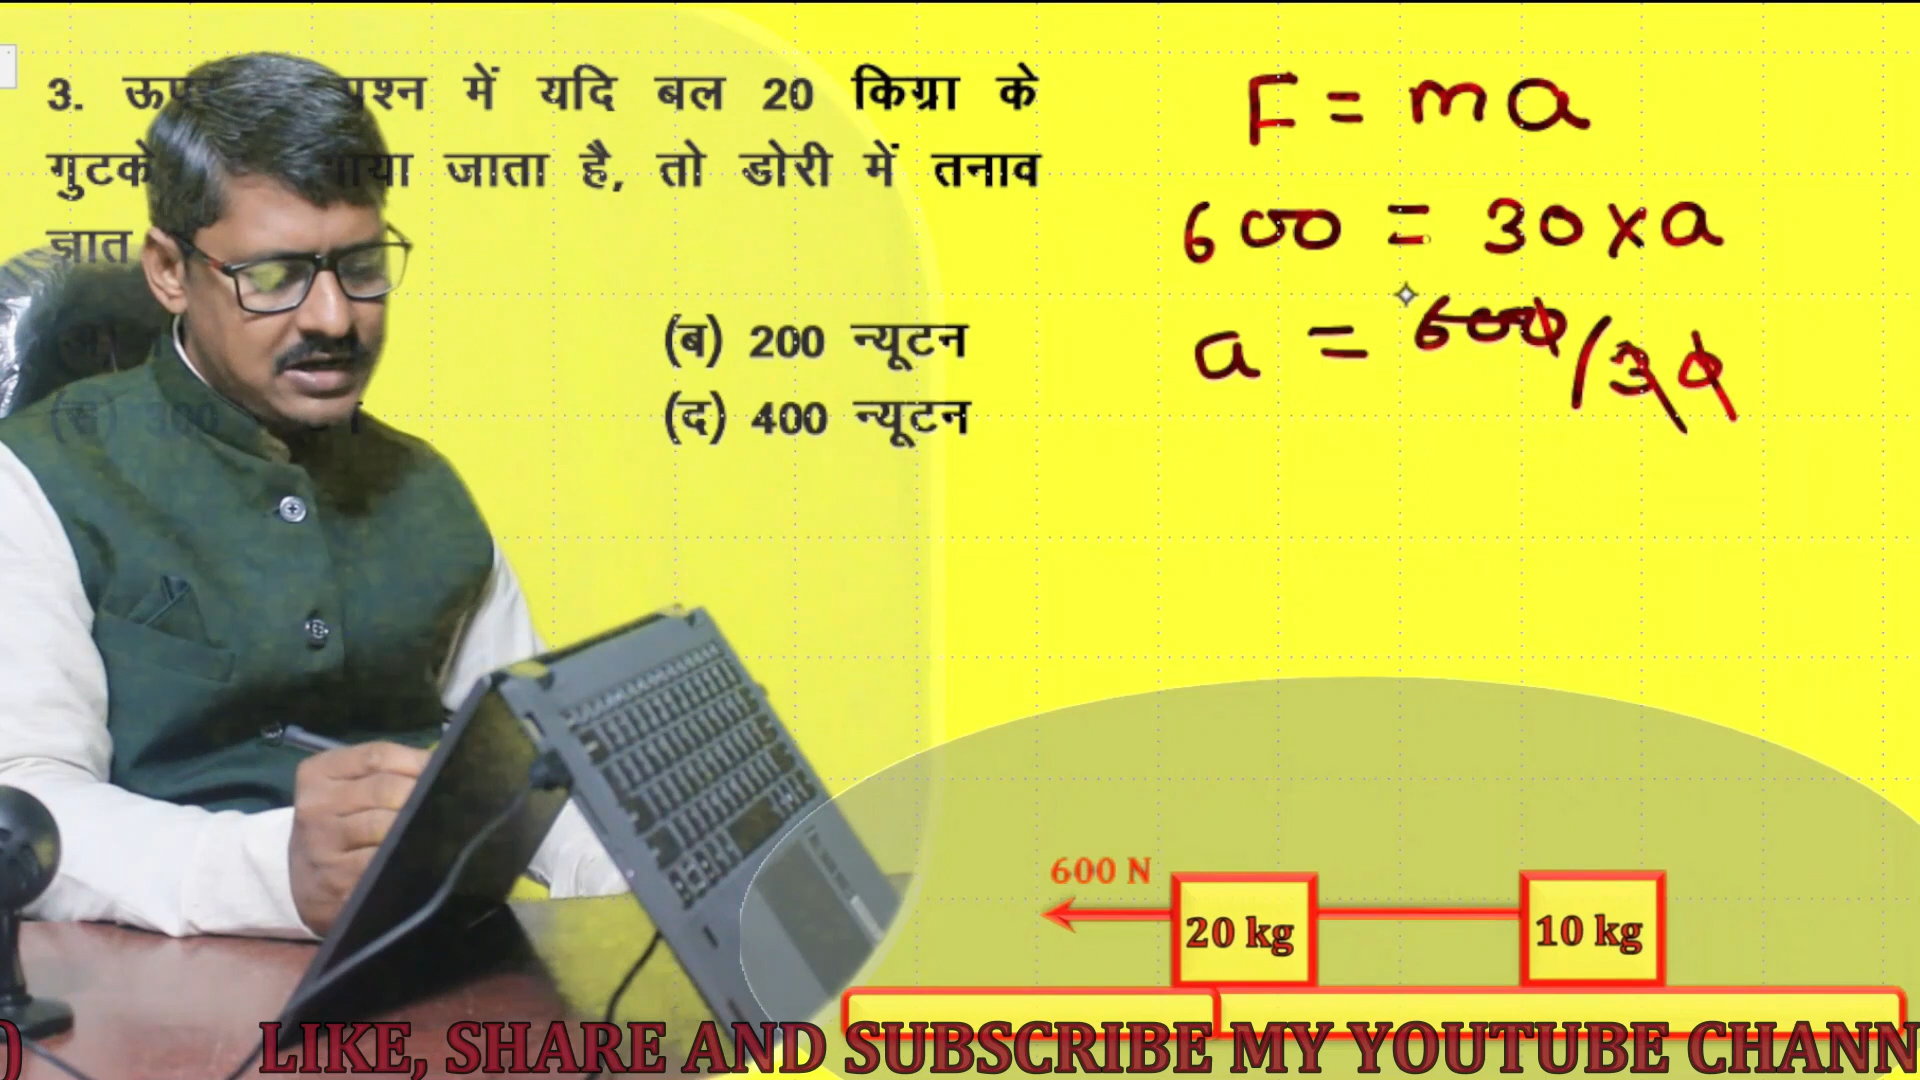 3. प्रश्न में यदि बल 20 किग्रा के
गुटके जाता है, तो डोरी में तनाव
ज्ञात
(ब) 200 न्यूटन
(स) 300
(द) 400 न्यूटन
F = ma
600 = 30 x a
a = 600/30
600 N
20 kg
10 kg
) LIKE, SHARE AND SUBSCRIBE MY YOUTUBE CHANN